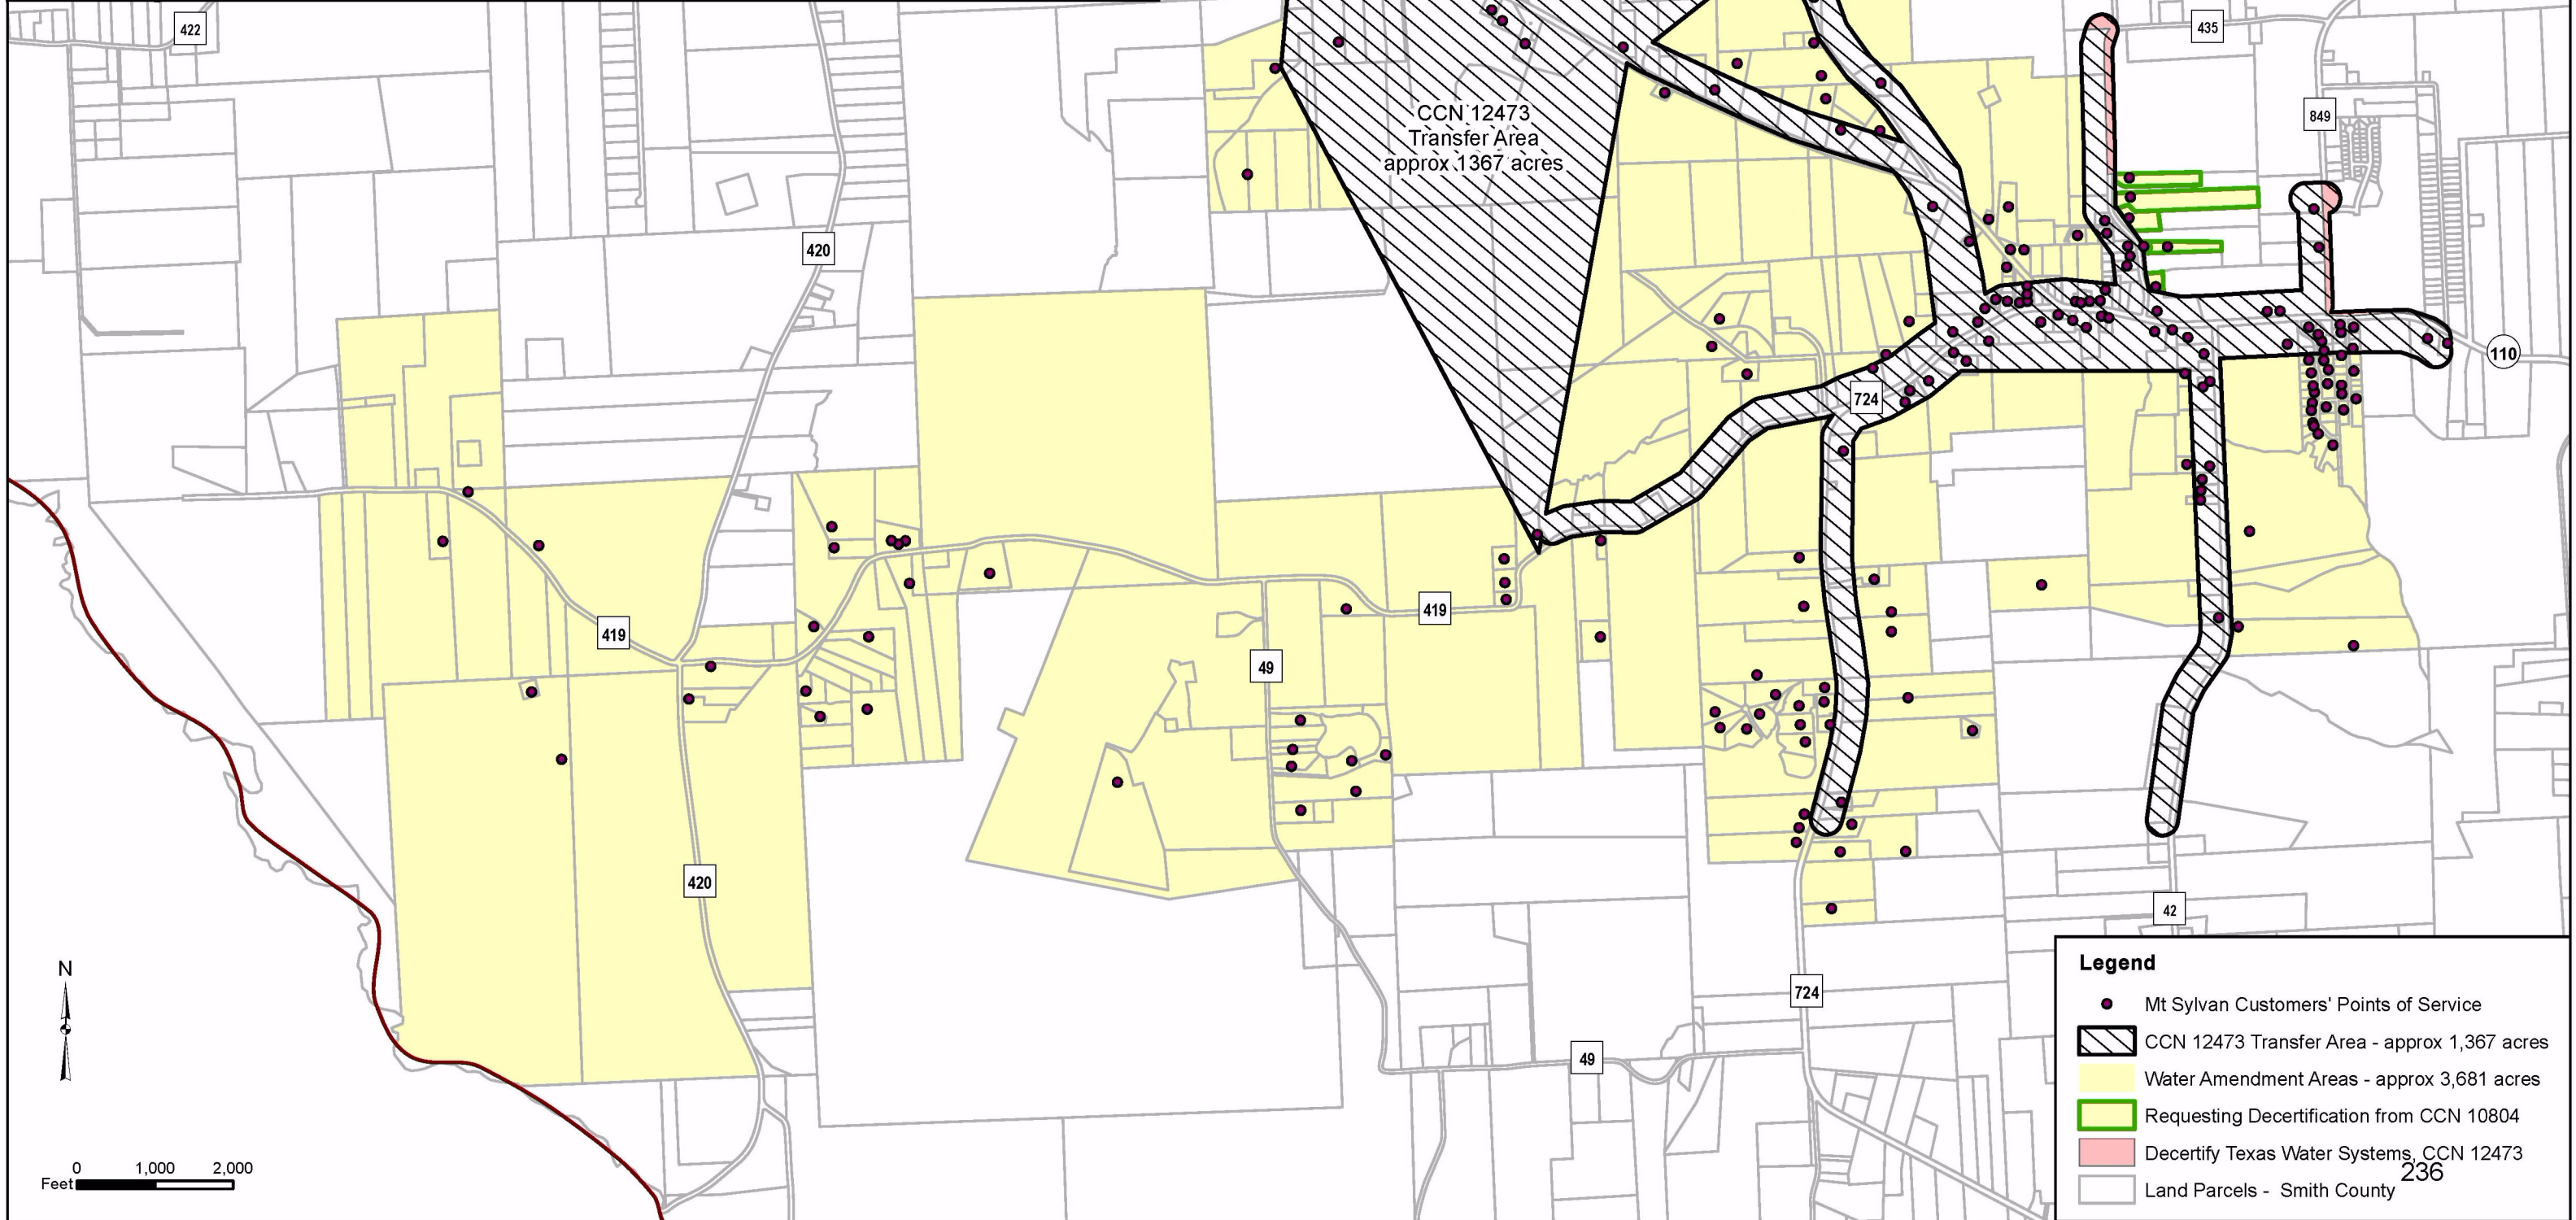 422
435
849
CCN 12473
Transfer Area
approx 1367 acres
420
110
724
419
419
49
420
42
724
49
N
0 1,000 2,000
Feet
Legend
Mt Sylvan Customers' Points of Service
CCN 12473 Transfer Area - approx 1,367 acres
Water Amendment Areas - approx 3,681 acres
Requesting Decertification from CCN 10804
Decertify Texas Water Systems, CCN 12473
236
Land Parcels - Smith County